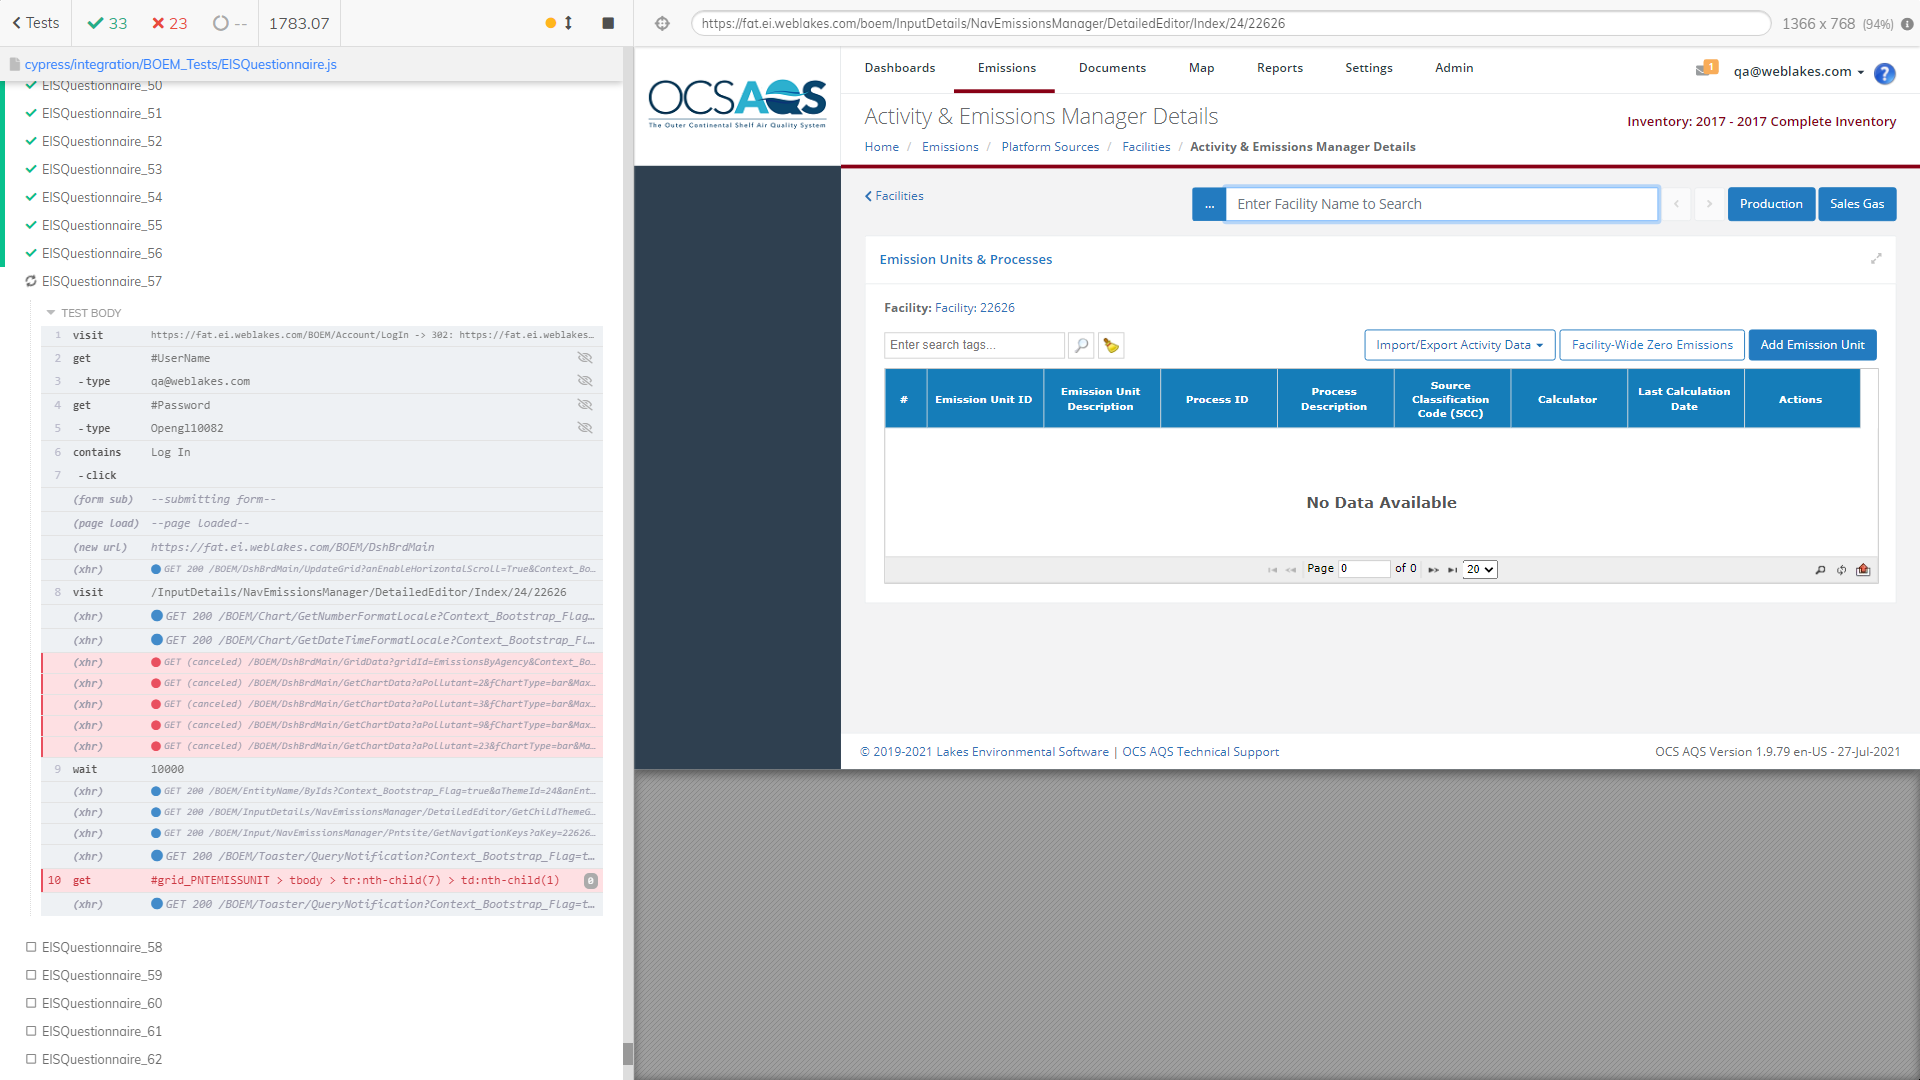 Tests
33
23
--
1783.07
cypress/integration/BOEM_Tests/EISQuestionnaire.js
EISQuestionnaire_50
EISQuestionnaire_51
EISQuestionnaire_52
EISQuestionnaire_53
EISQuestionnaire_54
EISQuestionnaire_55
EISQuestionnaire_56
EISQuestionnaire_57
TEST BODY
1 visit https://fat.ei.weblakes.com/BOEM/Account/LogIn -> 302: https://fat.ei.weblakes...
2 get #UserName
3 -type qa@weblakes.com
4 get #Password
5 -type Opengl10082
6 contains Log In
7 -click
(form sub) --submitting form--
(page load) --page loaded--
(new url) https://fat.ei.weblakes.com/BOEM/DshBrdMain
(xhr) GET 200 /BOEM/DshBrdMain/UpdateGrid?anEnableHorizontalScroll=True&Context_Bo...
8 visit /InputDetails/NavEmissionsManager/DetailedEditor/Index/24/22626
(xhr) GET 200 /BOEM/Chart/GetNumberFormatLocale?Context_Bootstrap_Flag...
(xhr) GET 200 /BOEM/Chart/GetDateTimeFormatLocale?Context_Bootstrap_Fl...
(xhr) GET (canceled) /BOEM/DshBrdMain/GridData?gridId=EmissionsByAgency&Context_Bo...
(xhr) GET (canceled) /BOEM/DshBrdMain/GetChartData?aPollutant=2&fChartType=bar&Max...
(xhr) GET (canceled) /BOEM/DshBrdMain/GetChartData?aPollutant=3&fChartType=bar&Max...
(xhr) GET (canceled) /BOEM/DshBrdMain/GetChartData?aPollutant=9&fChartType=bar&Max...
(xhr) GET (canceled) /BOEM/DshBrdMain/GetChartData?aPollutant=23&fChartType=bar&Ma...
9 wait 10000
(xhr) GET 200 /BOEM/EntityName/ByIds?Context_Bootstrap_Flag=true&aThemeId=24&anEnt...
(xhr) GET 200 /BOEM/InputDetails/NavEmissionsManager/DetailedEditor/GetChildThemeG...
(xhr) GET 200 /BOEM/Input/NavEmissionsManager/Pntsite/GetNavigationKeys?aKey=22626...
(xhr) GET 200 /BOEM/Toaster/QueryNotification?Context_Bootstrap_Flag=t...
10 get #grid_PNTEMISSUNIT > tbody > tr:nth-child(7) > td:nth-child(1) 0
(xhr) GET 200 /BOEM/Toaster/QueryNotification?Context_Bootstrap_Flag=t...
EISQuestionnaire_58
EISQuestionnaire_59
EISQuestionnaire_60
EISQuestionnaire_61
EISQuestionnaire_62
https://fat.ei.weblakes.com/boem/InputDetails/NavEmissionsManager/DetailedEditor/Index/24/22626
1366 x 768 (94%)
OCSAQS
The Outer Continental Shelf Air Quality System
Dashboards Emissions Documents Map Reports Settings Admin
1
qa@weblakes.com
?
Activity & Emissions Manager Details
Inventory: 2017 - 2017 Complete Inventory
Home / Emissions / Platform Sources / Facilities / Activity & Emissions Manager Details
Facilities
...
Enter Facility Name to Search
Production
Sales Gas
Emission Units & Processes
Facility: Facility: 22626
Enter search tags...
Import/Export Activity Data
Facility-Wide Zero Emissions
Add Emission Unit
#
Emission Unit ID
Emission Unit
Description
Process ID
Process
Description
Source
Classification
Code (SCC)
Calculator
Last Calculation
Date
Actions
No Data Available
Page 0 of 0
20
© 2019-2021 Lakes Environmental Software | OCS AQS Technical Support
OCS AQS Version 1.9.79 en-US - 27-Jul-2021